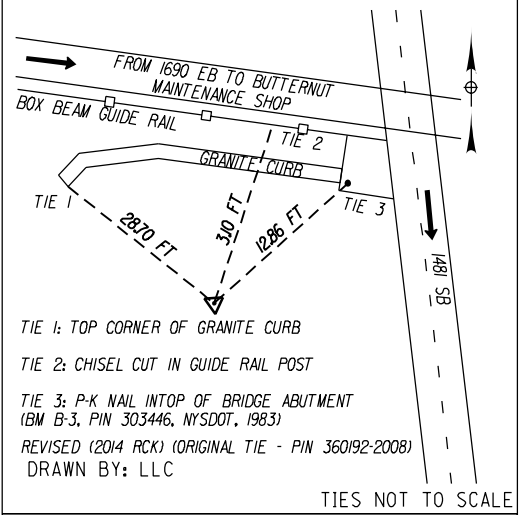 FROM 1690 EB TO BUTTERNUT
MAINTENANCE SHOP
BOX BEAM GUIDE RAIL
TIE 2
GRANITE CURB
TIE 1
TIE 3
28.70 FT
3.10 FT
12.86 FT
1481 SB
TIE 1: TOP CORNER OF GRANITE CURB
TIE 2: CHISEL CUT IN GUIDE RAIL POST
TIE 3: P-K NAIL INTOP OF BRIDGE ABUTMENT
(BM B-3, PIN 303446, NYSDOT, 1983)
REVISED (2014 RCK) (ORIGINAL TIE - PIN 360192-2008)
DRAWN BY: LLC
TIES NOT TO SCALE